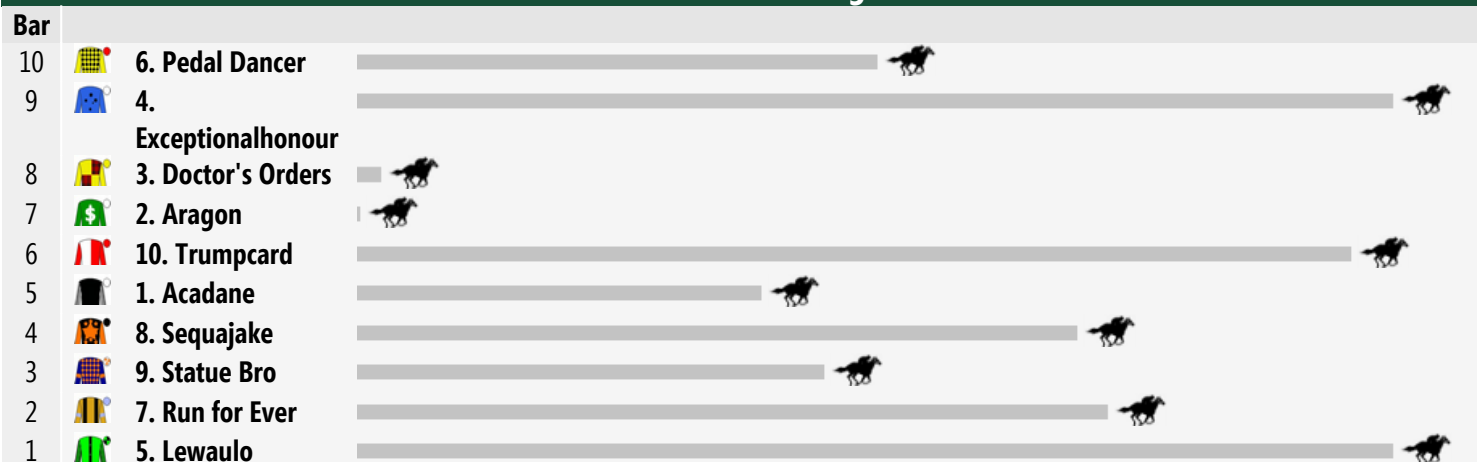 Bar
10 6. Pedal Dancer
9 4.
Exceptionalhonour
8 3. Doctor's Orders
7 $ 2. Aragon
6 10. Trumpcard
5 1. Acadane
4 8. Sequajake
3 9. Statue Bro
2 7. Run for Ever
1 5. Lewaulo